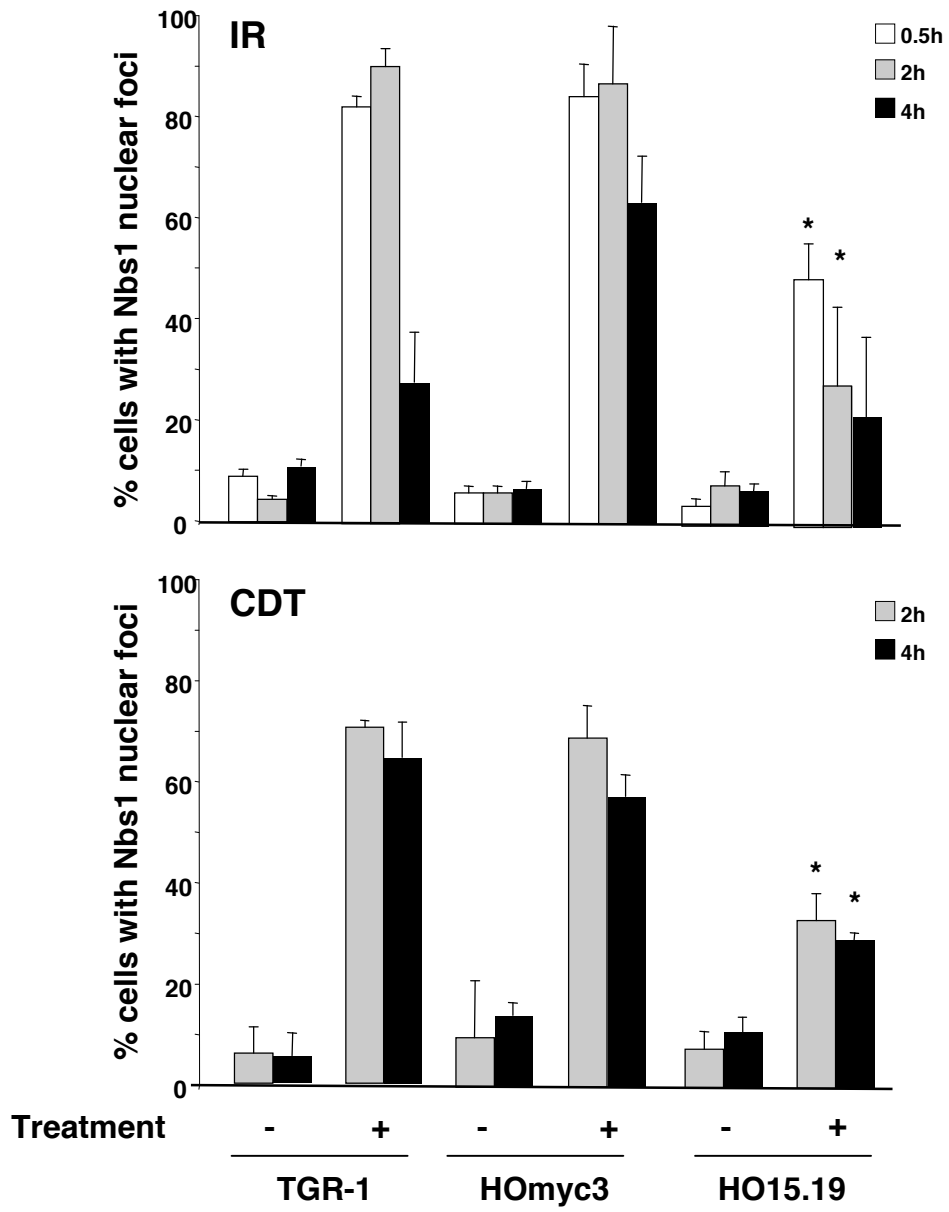 IR
% cells with Nbs1 nuclear foci
100
80
60
40
20
0
0.5h
2h
4h
*
*
CDT
% cells with Nbs1 nuclear foci
100
80
60
40
20
0
2h
4h
*
*
Treatment - + - + - +
TGR-1 HOmyc3 HO15.19